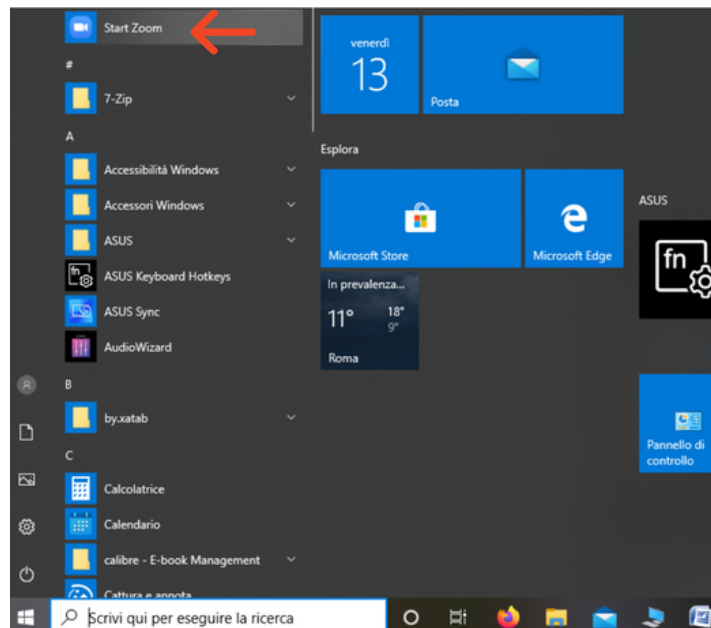 Start Zoom
#
7-Zip
A
Accessibilità Windows
Accessori Windows
ASUS
ASUS Keyboard Hotkeys
ASUS Sync
AudioWizard
B
by.xatab
C
Calcolatrice
Calendario
calibre - E-book Management
Cattura e annota
venerdì
13
Posta
Esplora
Microsoft Store
Microsoft Edge
In prevalenza...
11°
18°
9°
Roma
ASUS
fn
Pannello di
controllo
Scrivi qui per eseguire la ricerca